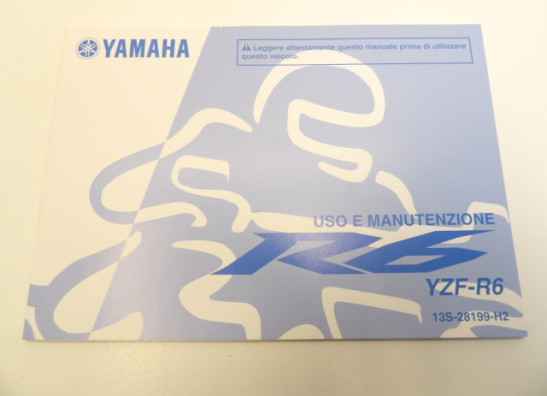 YAMAHA
⚠ Leggere attentamente questo manuale prima di utilizzare
questo veicolo.
USO E MANUTENZIONE
R6
YZF-R6
13S-28199-H2